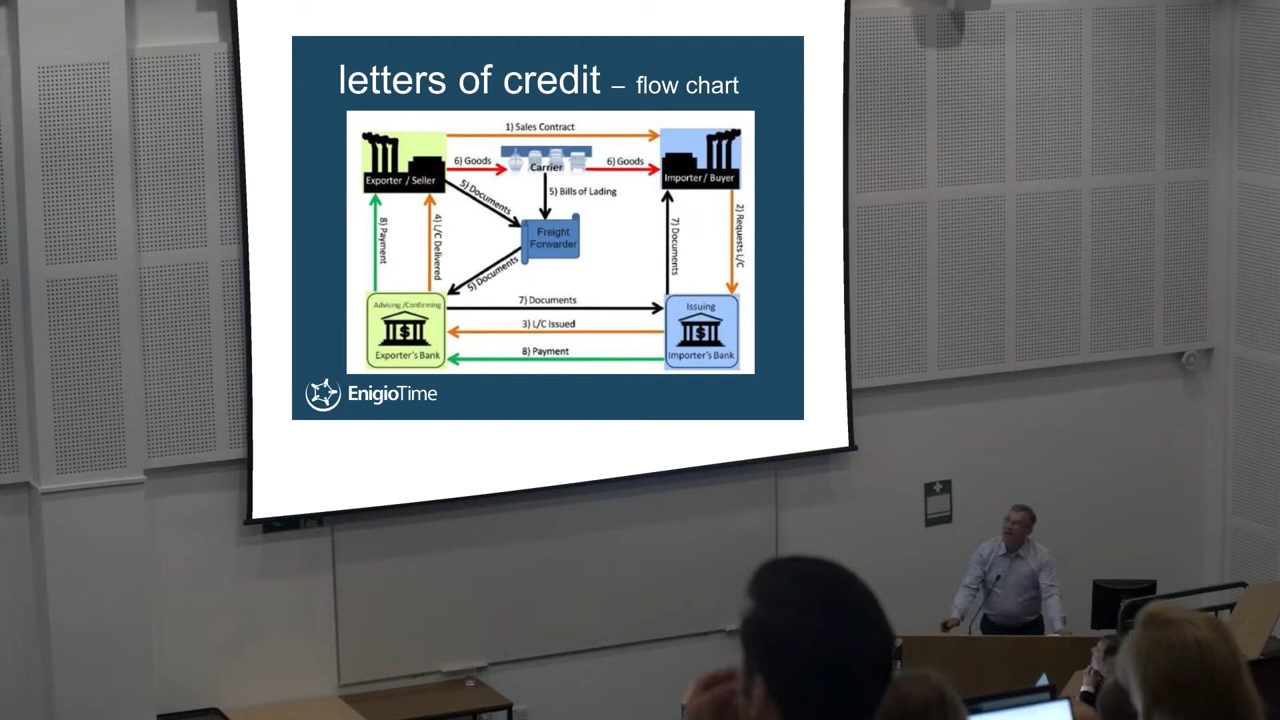 letters of credit – flow chart
1) Sales Contract
6) Goods
Carrier
6) Goods
Exporter / Seller
Importer / Buyer
5) Documents
5) Bills of Lading
8) Payment
4) L/C Delivered
Freight
Forwarder
7) Documents
2) Requests L/C
5) Documents
Advising /Confirming
Exporter's Bank
7) Documents
3) L/C Issued
8) Payment
Issuing
Importer's Bank
EnigioTime